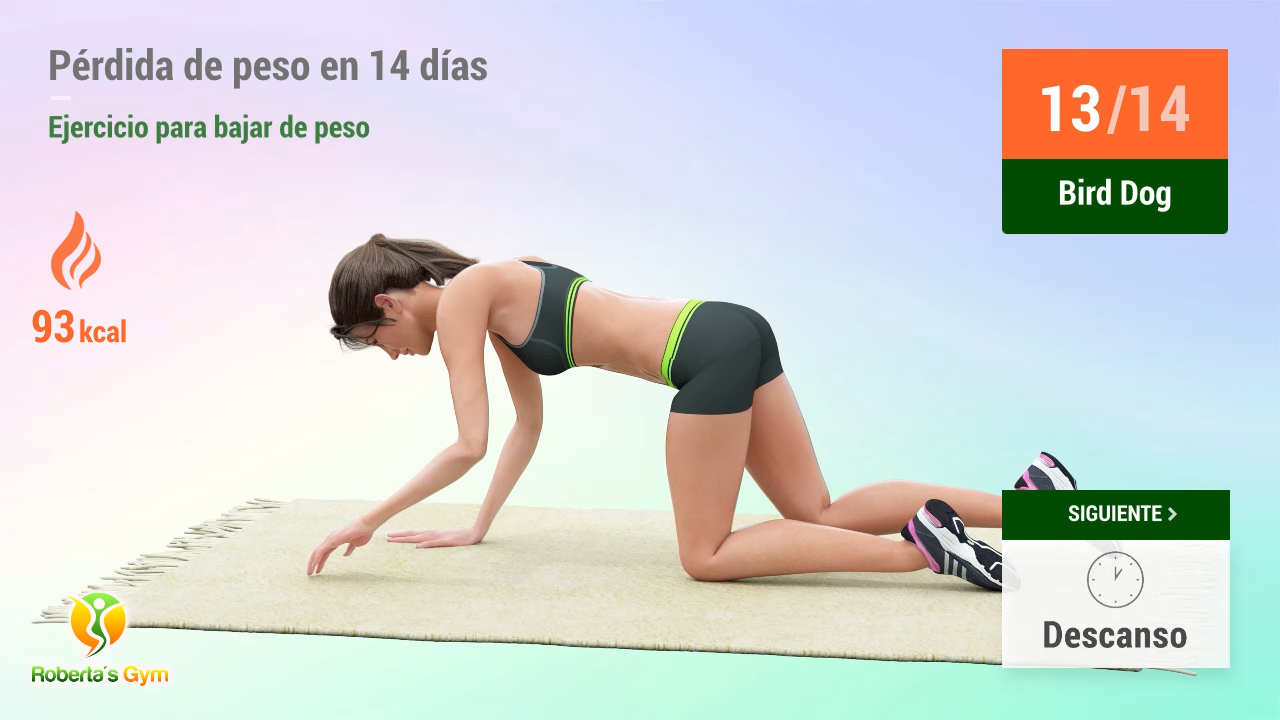 Pérdida de peso en 14 días
Ejercicio para bajar de peso
13/14
Bird Dog
93 kcal
SIGUIENTE >
Descanso
Roberta´s Gym